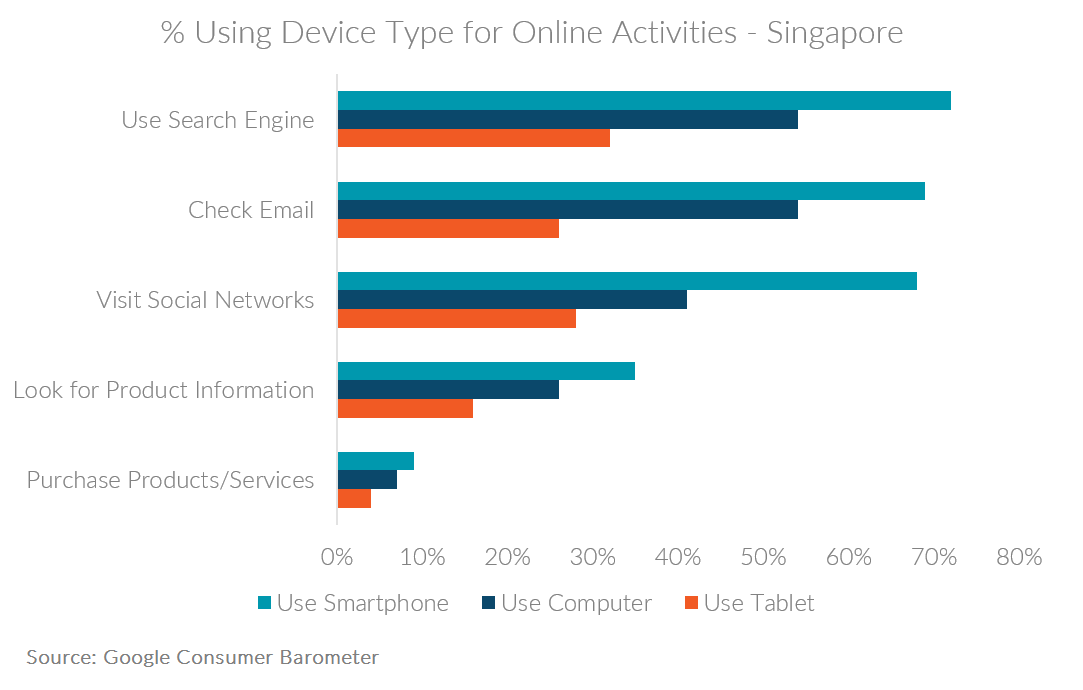 % Using Device Type for Online Activities - Singapore
Use Search Engine
Check Email
Visit Social Networks
Look for Product Information
Purchase Products/Services
0% 10% 20% 30% 40% 50% 60% 70% 80%
Use Smartphone Use Computer Use Tablet
Source: Google Consumer Barometer